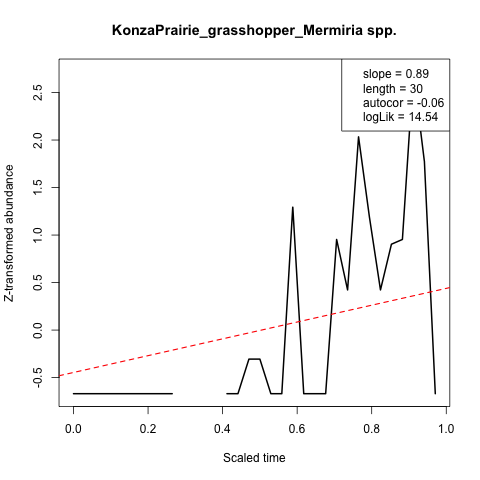 KonzaPrairie_grasshopper_Mermiria spp.
slope = 0.89
length = 30
autocor = -0.06
logLik = 14.54
Z-transformed abundance
2.5
2.0
1.5
1.0
0.5
0.0
-0.5
0.0 0.2 0.4 0.6 0.8 1.0
Scaled time